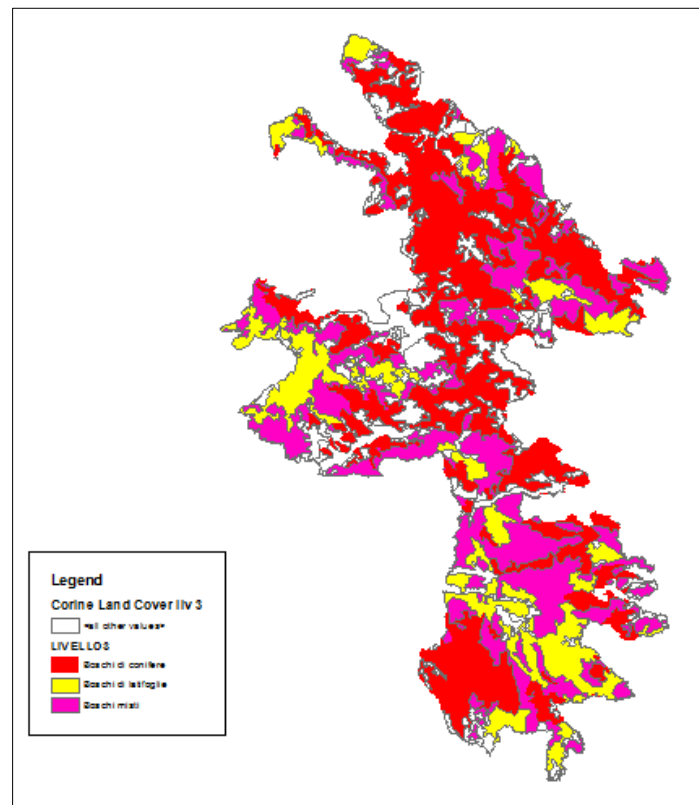 Legend
Corine Land Cover liv 3
<all other values>
LIVELLO3
Boschi di conifere
Boschi di latifoglie
Boschi misti